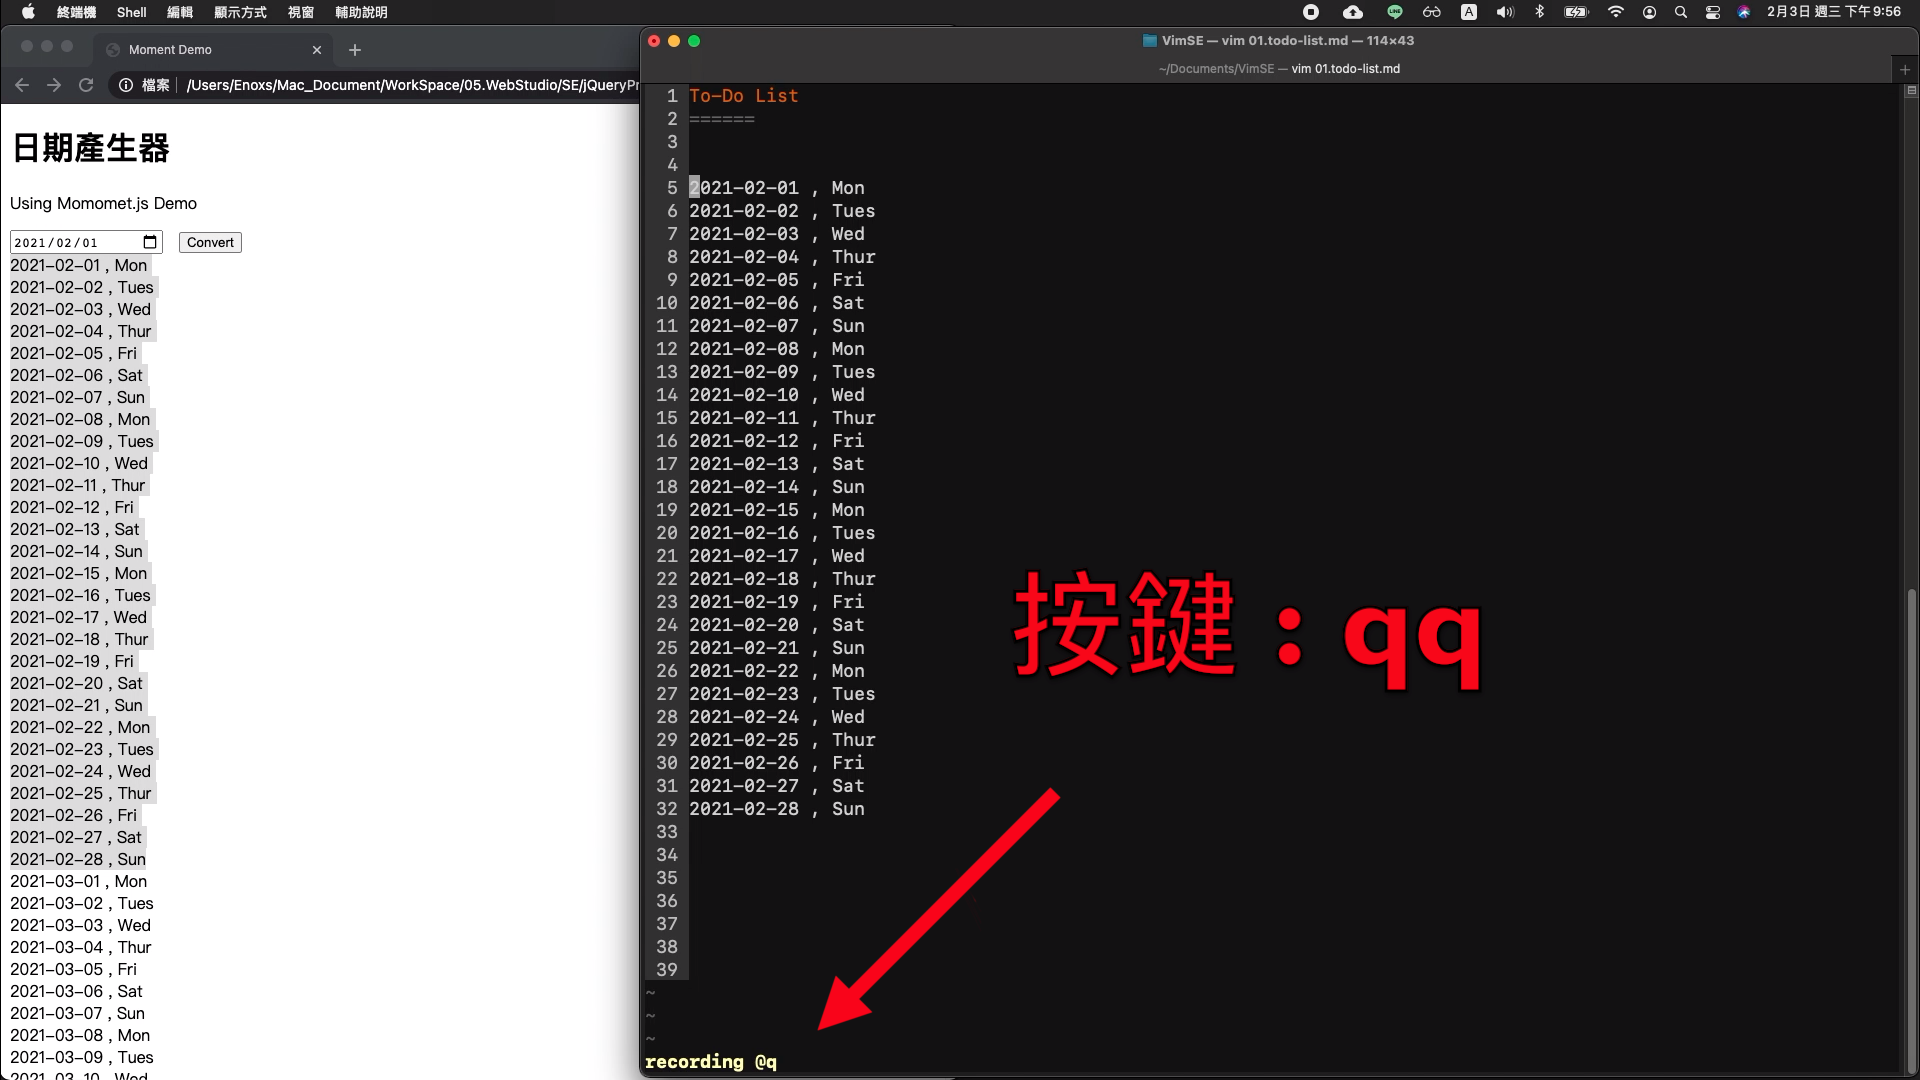 終端機 Shell 編輯 顯示方式 視窗 輔助說明
LINE A 2月3日 週三 下午9:56
Moment Demo
檔案 /Users/Enoxs/Mac_Document/WorkSpace/05.WebStudio/SE/jQueryPr
日期產生器
Using Momomet.js Demo
2021/02/01 Convert
2021-02-01 , Mon
2021-02-02 , Tues
2021-02-03 , Wed
2021-02-04 , Thur
2021-02-05 , Fri
2021-02-06 , Sat
2021-02-07 , Sun
2021-02-08 , Mon
2021-02-09 , Tues
2021-02-10 , Wed
2021-02-11 , Thur
2021-02-12 , Fri
2021-02-13 , Sat
2021-02-14 , Sun
2021-02-15 , Mon
2021-02-16 , Tues
2021-02-17 , Wed
2021-02-18 , Thur
2021-02-19 , Fri
2021-02-20 , Sat
2021-02-21 , Sun
2021-02-22 , Mon
2021-02-23 , Tues
2021-02-24 , Wed
2021-02-25 , Thur
2021-02-26 , Fri
2021-02-27 , Sat
2021-02-28 , Sun
2021-03-01 , Mon
2021-03-02 , Tues
2021-03-03 , Wed
2021-03-04 , Thur
2021-03-05 , Fri
2021-03-06 , Sat
2021-03-07 , Sun
2021-03-08 , Mon
2021-03-09 , Tues
2021-03-10 , Wed
VimSE — vim 01.todo-list.md — 114×43
~/Documents/VimSE — vim 01.todo-list.md
1 To-Do List
2 ======
3
4
5 2021-02-01 , Mon
6 2021-02-02 , Tues
7 2021-02-03 , Wed
8 2021-02-04 , Thur
9 2021-02-05 , Fri
10 2021-02-06 , Sat
11 2021-02-07 , Sun
12 2021-02-08 , Mon
13 2021-02-09 , Tues
14 2021-02-10 , Wed
15 2021-02-11 , Thur
16 2021-02-12 , Fri
17 2021-02-13 , Sat
18 2021-02-14 , Sun
19 2021-02-15 , Mon
20 2021-02-16 , Tues
21 2021-02-17 , Wed
22 2021-02-18 , Thur
23 2021-02-19 , Fri
24 2021-02-20 , Sat
25 2021-02-21 , Sun
26 2021-02-22 , Mon
27 2021-02-23 , Tues
28 2021-02-24 , Wed
29 2021-02-25 , Thur
30 2021-02-26 , Fri
31 2021-02-27 , Sat
32 2021-02-28 , Sun
33
34
35
36
37
38
39
~
~
~
recording @q
按鍵：qq